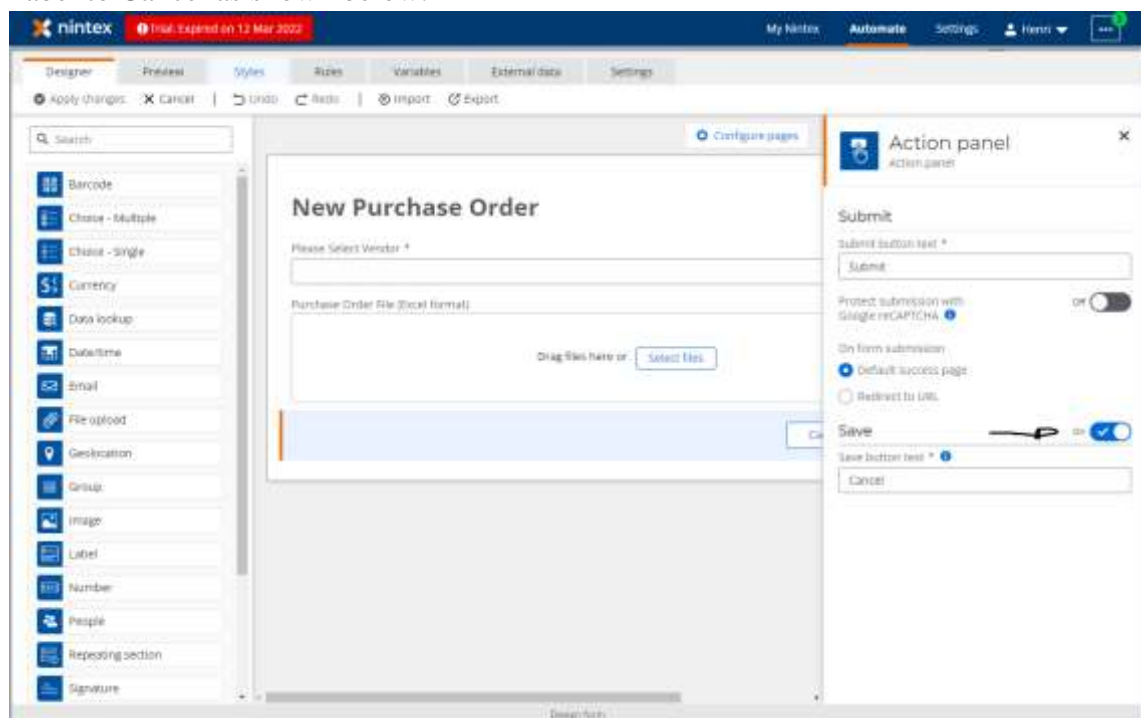 nintex Trial: Expired on 12 Mar 2022 My Nintex Automate Settings Henri
Designer Preview Styles Rules Variables External data Settings
Apply changes Cancel Undo Redo Import Export
Search
Configure pages
Barcode
Choice - Multiple
Choice - Single
Currency
Data lookup
Date/time
Email
File upload
Geolocation
Group
Image
Label
Number
People
Repeating section
Signature
New Purchase Order
Please Select Vendor *
Purchase Order File (Excel format)
Drag files here or Select files
Action panel
Action panel
Submit
Submit button text *
Submit
Protect submission with Off
Google reCAPTCHA
On form submission
Default success page
Redirect to URL
Save On
Save button text *
Cancel
Design form